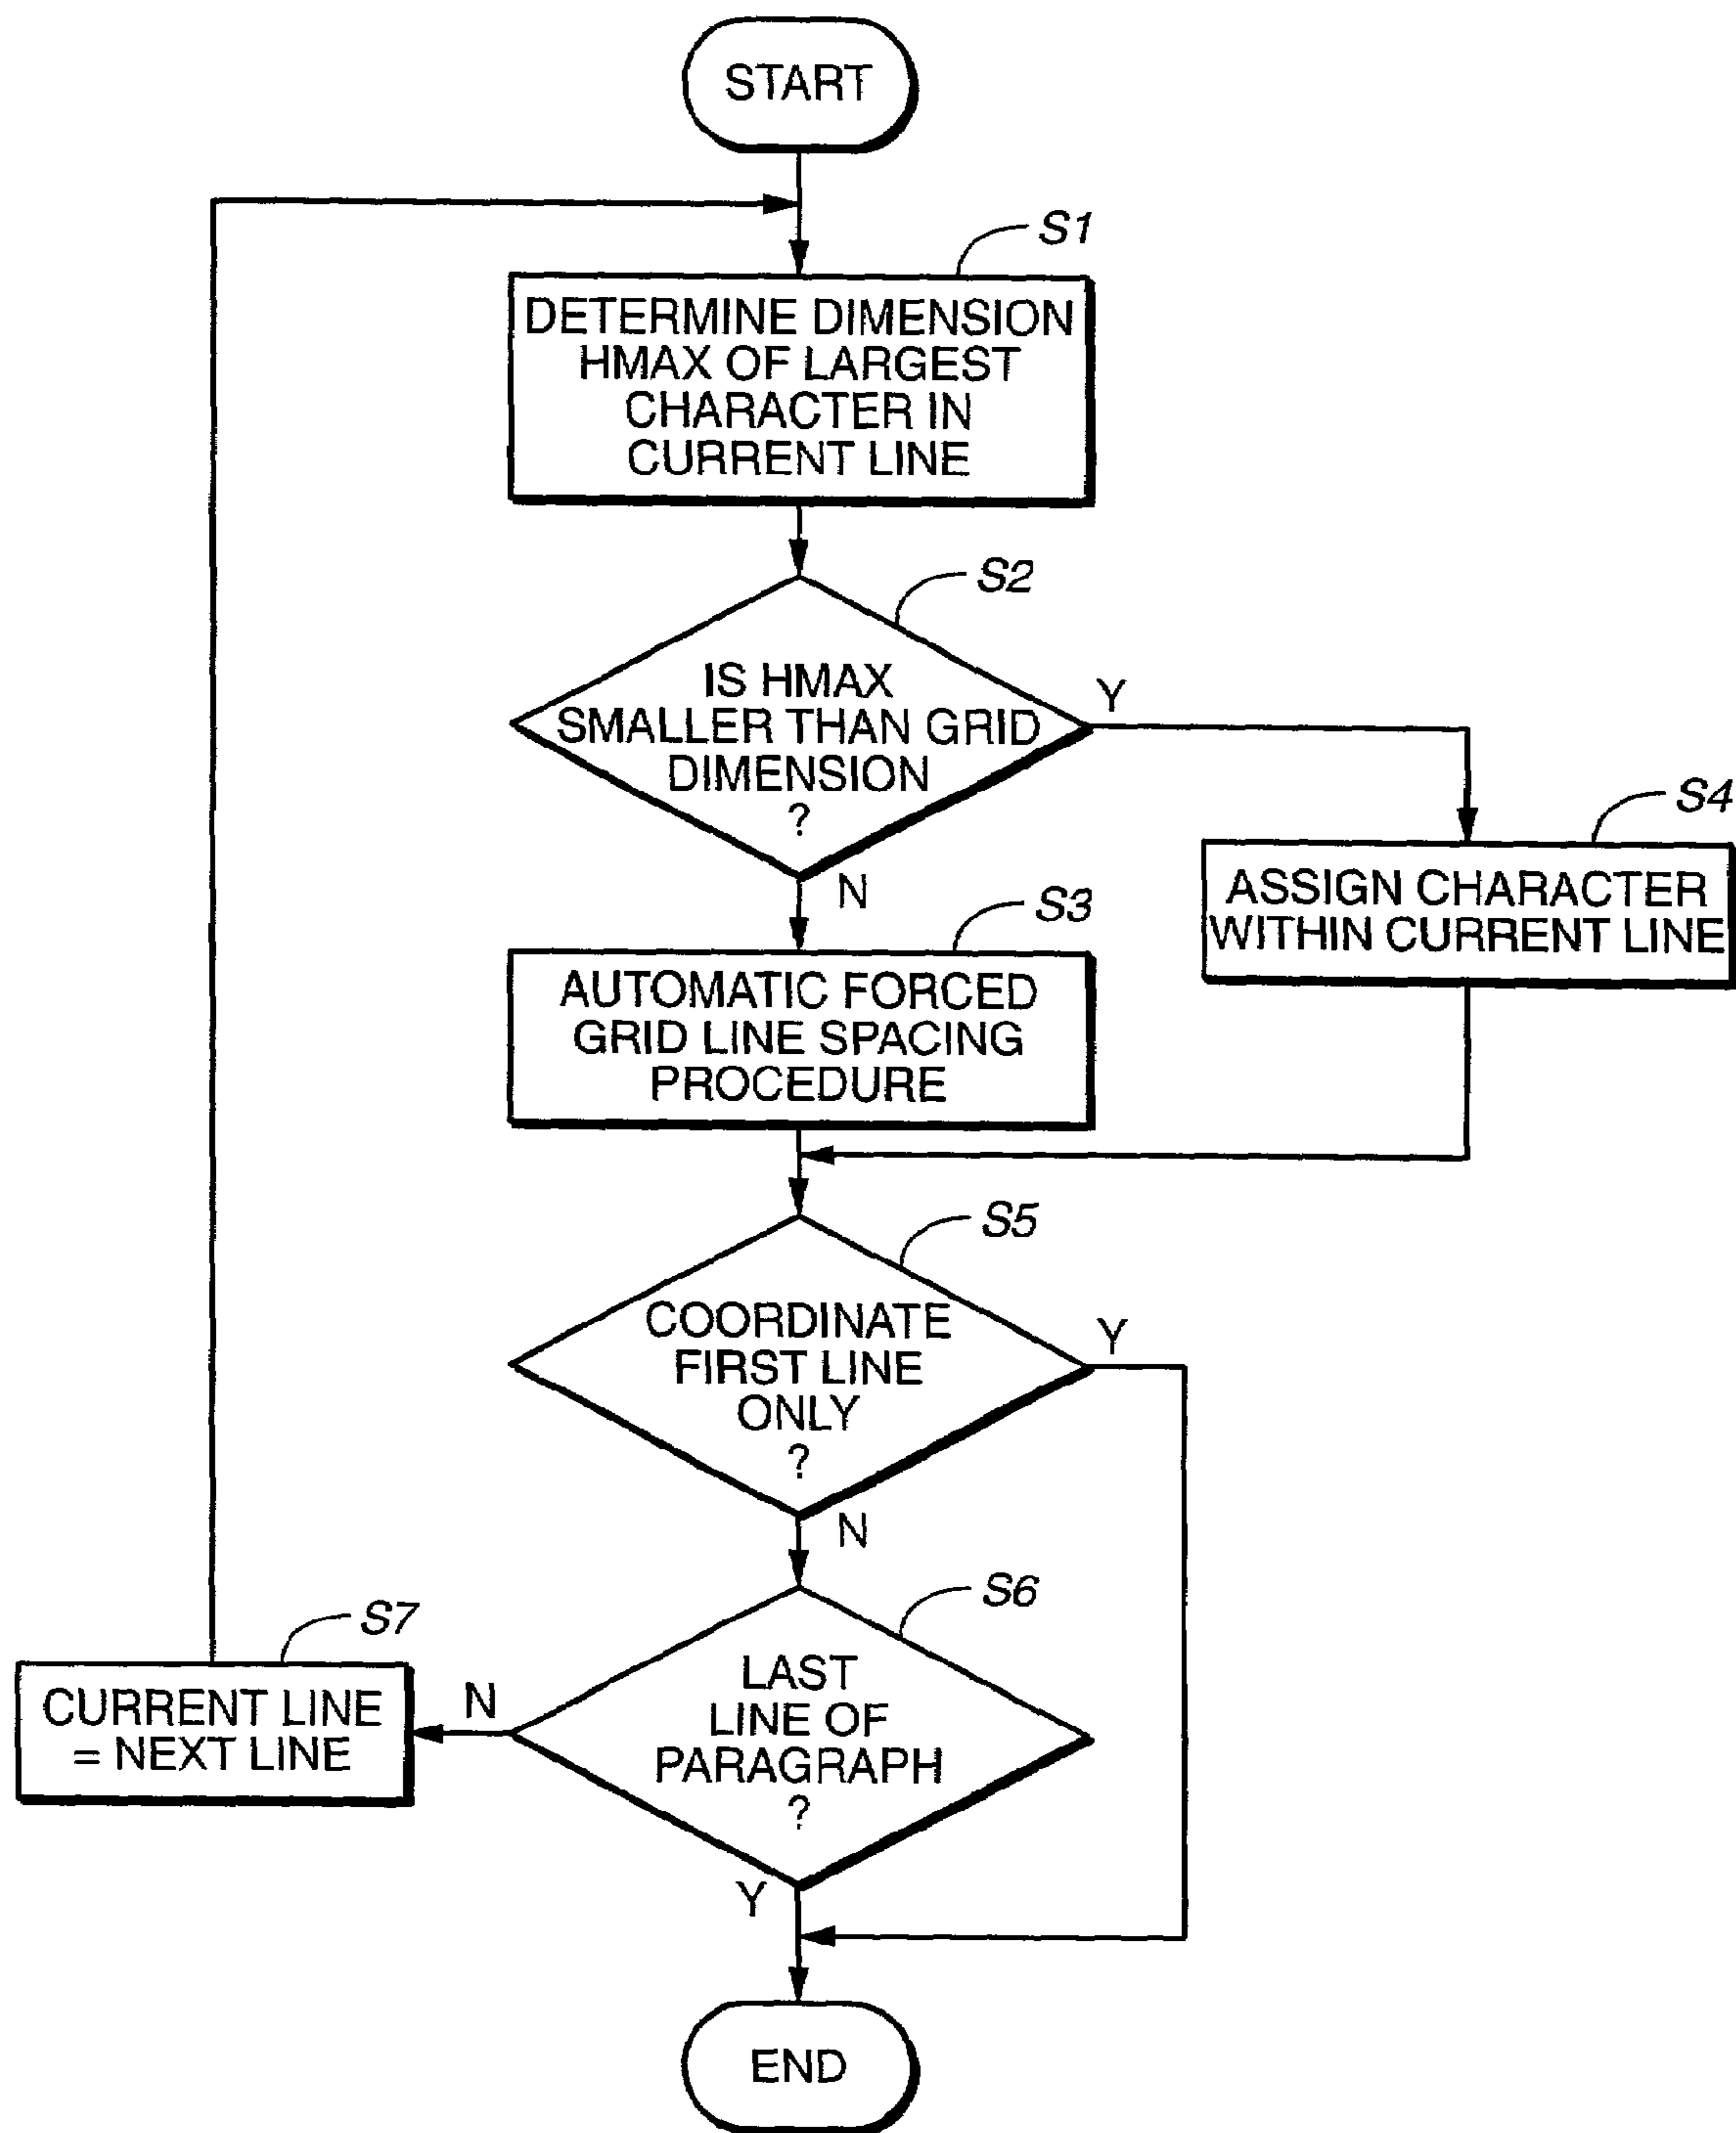 START
S1
DETERMINE DIMENSION
HMAX OF LARGEST
CHARACTER IN
CURRENT LINE
S2
IS HMAX
SMALLER THAN GRID
DIMENSION
?
Y
N
S4
ASSIGN CHARACTER
WITHIN CURRENT LINE
S3
AUTOMATIC FORCED
GRID LINE SPACING
PROCEDURE
S5
COORDINATE
FIRST LINE
ONLY
?
Y
N
S6
LAST
LINE OF
PARAGRAPH
?
N
Y
S7
CURRENT LINE
= NEXT LINE
END